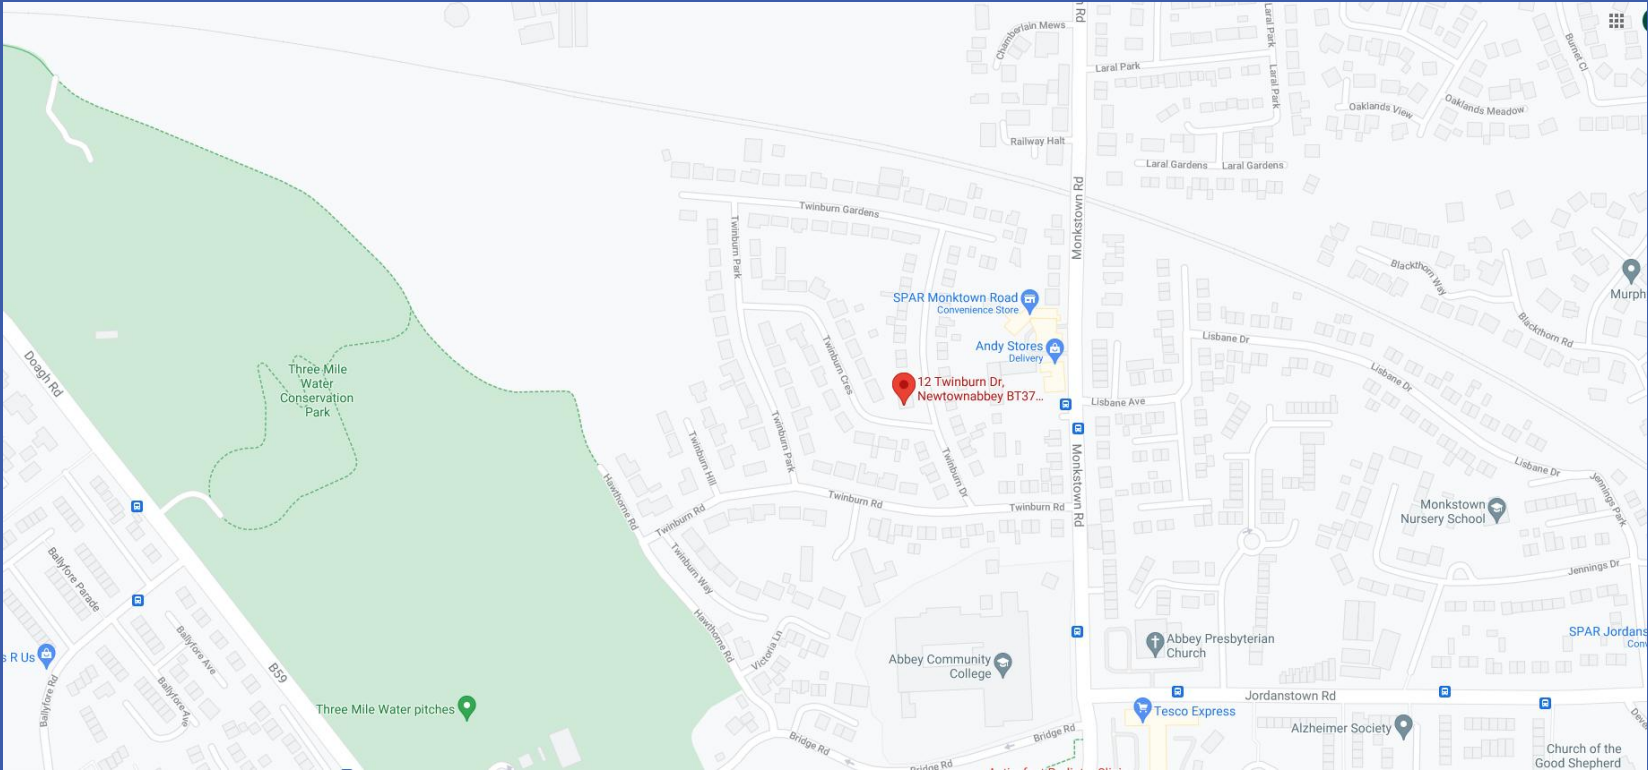 Rd
Chamberlain Mews
Laral Park
Laral Park
Laral Park
Burnet Cl
Oaklands View
Oaklands Meadow
Railway Halt
Laral Gardens
Laral Gardens
Monkstown Rd
Twinburn Gardens
Twinburn Park
Blackthorn Way
Murph
SPAR Monktown Road
Convenience Store
Blackthorn Rd
Lisbane Dr
Andy Stores
Delivery
Twinburn Cres
Doagh Rd
Three Mile
Water
Conservation
Park
12 Twinburn Dr,
Newtownabbey BT37...
Lisbane Dr
Lisbane Ave
Twinburn Park
Twinburn Hill
Monkstown Rd
Twinburn Dr
Lisbane Dr
Jennings Park
Hawthorne Rd
Twinburn Rd
Twinburn Rd
Twinburn Rd
Monkstown
Nursery School
Twinburn Way
Jennings Dr
Ballyfore Parade
Hawthorne Rd
Victoria Ln
Ballyfore Ave
Abbey Presbyterian
Church
SPAR Jordans
Conv
s R Us
Abbey Community
College
B59
Ballyfore Rd
Ballyfore Ave
Jordanstown Rd
Three Mile Water pitches
Tesco Express
Alzheimer Society
Bridge Rd
Bridge Rd
Bridge Rd
Church of the
Good Shepherd